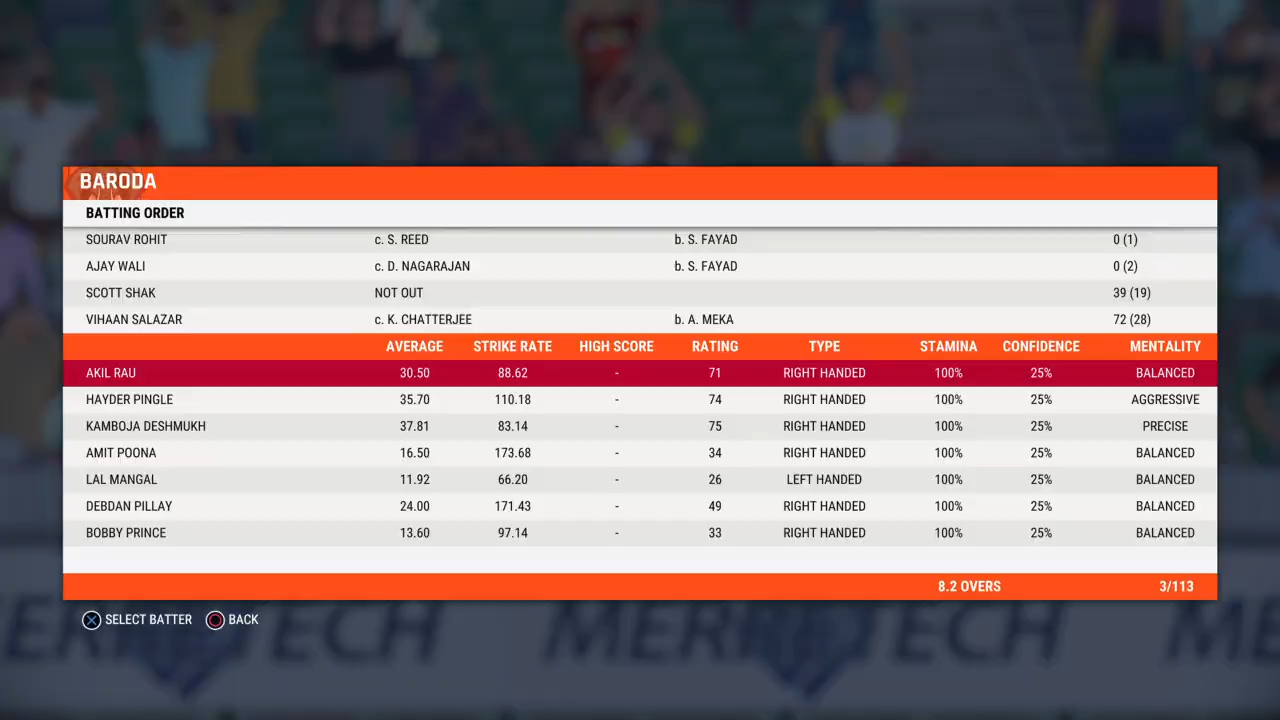 BARODA
BATTING ORDER
SOURAV ROHIT c. S. REED b. S. FAYAD 0 (1)
AJAY WALI c. D. NAGARAJAN b. S. FAYAD 0 (2)
SCOTT SHAK NOT OUT 39 (19)
VIHAAN SALAZAR c. K. CHATTERJEE b. A. MEKA 72 (28)
AVERAGE STRIKE RATE HIGH SCORE RATING TYPE STAMINA CONFIDENCE MENTALITY
AKIL RAU 30.50 88.62 - 71 RIGHT HANDED 100% 25% BALANCED
HAYDER PINGLE 35.70 110.18 - 74 RIGHT HANDED 100% 25% AGGRESSIVE
KAMBOJA DESHMUKH 37.81 83.14 - 75 RIGHT HANDED 100% 25% PRECISE
AMIT POONA 16.50 173.68 - 34 RIGHT HANDED 100% 25% BALANCED
LAL MANGAL 11.92 66.20 - 26 LEFT HANDED 100% 25% BALANCED
DEBDAN PILLAY 24.00 171.43 - 49 RIGHT HANDED 100% 25% BALANCED
BOBBY PRINCE 13.60 97.14 - 33 RIGHT HANDED 100% 25% BALANCED
8.2 OVERS 3/113
SELECT BATTER BACK